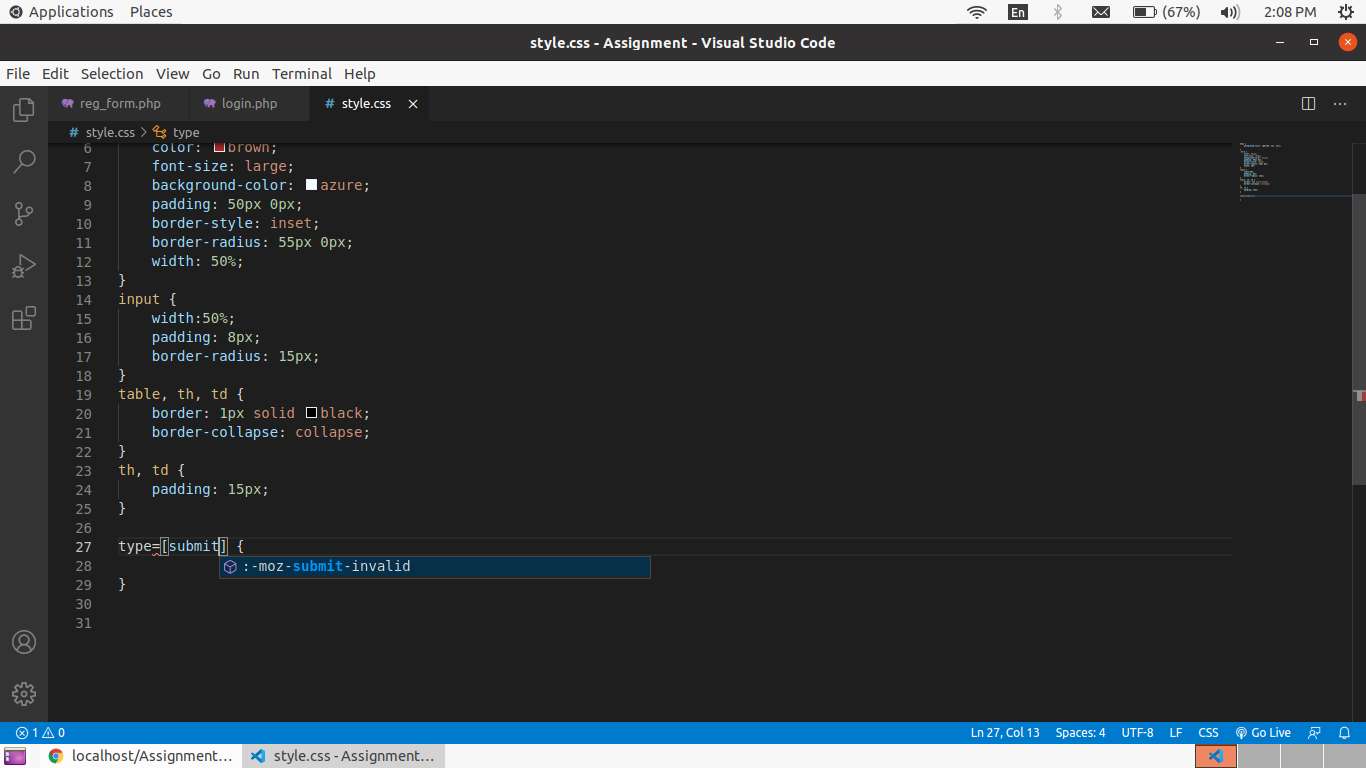 Applications Places En (67%) 2:08 PM
style.css - Assignment - Visual Studio Code
File Edit Selection View Go Run Terminal Help
reg_form.php login.php # style.css
# style.css > type
6 color: brown;
7 font-size: large;
8 background-color: azure;
9 padding: 50px 0px;
10 border-style: inset;
11 border-radius: 55px 0px;
12 width: 50%;
13 }
14 input {
15 width:50%;
16 padding: 8px;
17 border-radius: 15px;
18 }
19 table, th, td {
20 border: 1px solid black;
21 border-collapse: collapse;
22 }
23 th, td {
24 padding: 15px;
25 }
26
27 type=[submit] {
28 :-moz-submit-invalid
29 }
30
31
1 0 Ln 27, Col 13 Spaces: 4 UTF-8 LF CSS Go Live
localhost/Assignment… style.css - Assignment…